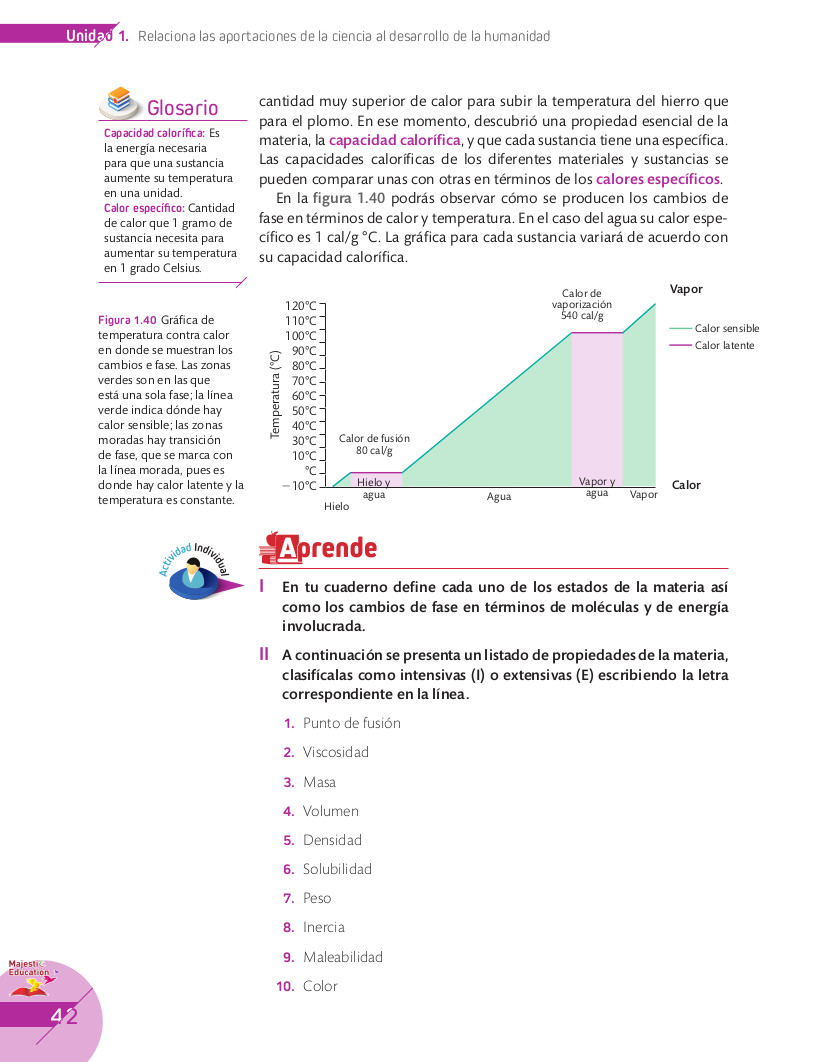 Unidad 1. Relaciona las aportaciones de la ciencia al desarrollo de la humanidad
Glosario
Capacidad calorífica: Es
la energía necesaria
para que una sustancia
aumente su temperatura
en una unidad.
Calor específico: Cantidad
de calor que 1 gramo de
sustancia necesita para
aumentar su temperatura
en 1 grado Celsius.
cantidad muy superior de calor para subir la temperatura del hierro que
para el plomo. En ese momento, descubrió una propiedad esencial de la
materia, la capacidad calorífica, y que cada sustancia tiene una específica.
Las capacidades caloríficas de los diferentes materiales y sustancias se
pueden comparar unas con otras en términos de los calores específicos.
En la figura 1.40 podrás observar cómo se producen los cambios de
fase en términos de calor y temperatura. En el caso del agua su calor espe-
cífico es 1 cal/g °C. La gráfica para cada sustancia variará de acuerdo con
su capacidad calorífica.
Figura 1.40 Gráfica de
temperatura contra calor
en donde se muestran los
cambios e fase. Las zonas
verdes son en las que
está una sola fase; la línea
verde indica dónde hay
calor sensible; las zonas
moradas hay transición
de fase, que se marca con
la línea morada, pues es
donde hay calor latente y la
temperatura es constante.
Temperatura (°C)
120°C
110°C
100°C
90°C
80°C
70°C
60°C
50°C
40°C
30°C
10°C
°C
−10°C
Calor de fusión
80 cal/g
Calor de
vaporización
540 cal/g
Vapor
Calor sensible
Calor latente
Hielo
Hielo y
agua
Agua
Vapor y
agua
Vapor
Calor
Actividad Individual
Aprende
I En tu cuaderno define cada uno de los estados de la materia así
como los cambios de fase en términos de moléculas y de energía
involucrada.
II A continuación se presenta un listado de propiedades de la materia,
clasifícalas como intensivas (I) o extensivas (E) escribiendo la letra
correspondiente en la línea.
1. Punto de fusión
2. Viscosidad
3. Masa
4. Volumen
5. Densidad
6. Solubilidad
7. Peso
8. Inercia
9. Maleabilidad
10. Color
Majestic
Education
42